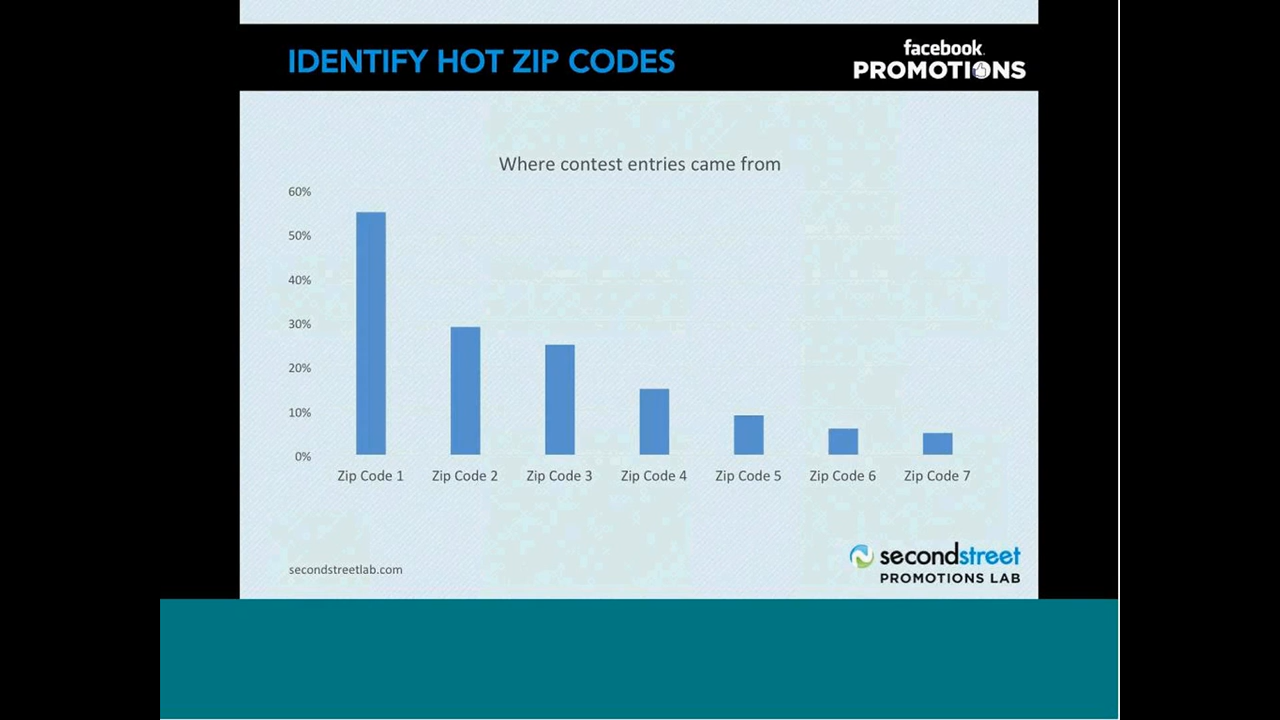 IDENTIFY HOT ZIP CODES
facebook
PROMOTIONS
Where contest entries came from
60%
50%
40%
30%
20%
10%
0%
Zip Code 1 Zip Code 2 Zip Code 3 Zip Code 4 Zip Code 5 Zip Code 6 Zip Code 7
secondstreetlab.com
secondstreet
PROMOTIONS LAB